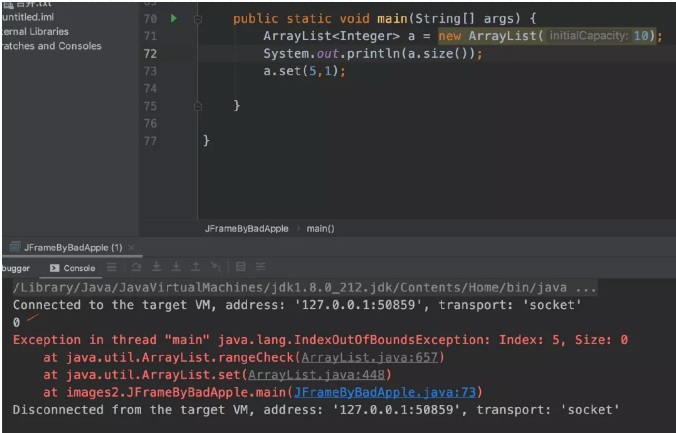 合并.txt
untitled.iml
ternal Libraries
ratches and Consoles
70 public static void main(String[] args) {
71 ArrayList<Integer> a = new ArrayList( initialCapacity: 10);
72 System.out.println(a.size());
73 a.set(5,1);
74
75 }
76
77 }
JFrameByBadApple › main()
JFrameByBadApple (1) ×
bugger Console
/Library/Java/JavaVirtualMachines/jdk1.8.0_212.jdk/Contents/Home/bin/java ...
Connected to the target VM, address: '127.0.0.1:50859', transport: 'socket'
0
Exception in thread "main" java.lang.IndexOutOfBoundsException: Index: 5, Size: 0
at java.util.ArrayList.rangeCheck(ArrayList.java:657)
at java.util.ArrayList.set(ArrayList.java:448)
at images2.JFrameByBadApple.main(JFrameByBadApple.java:73)
Disconnected from the target VM, address: '127.0.0.1:50859', transport: 'socket'